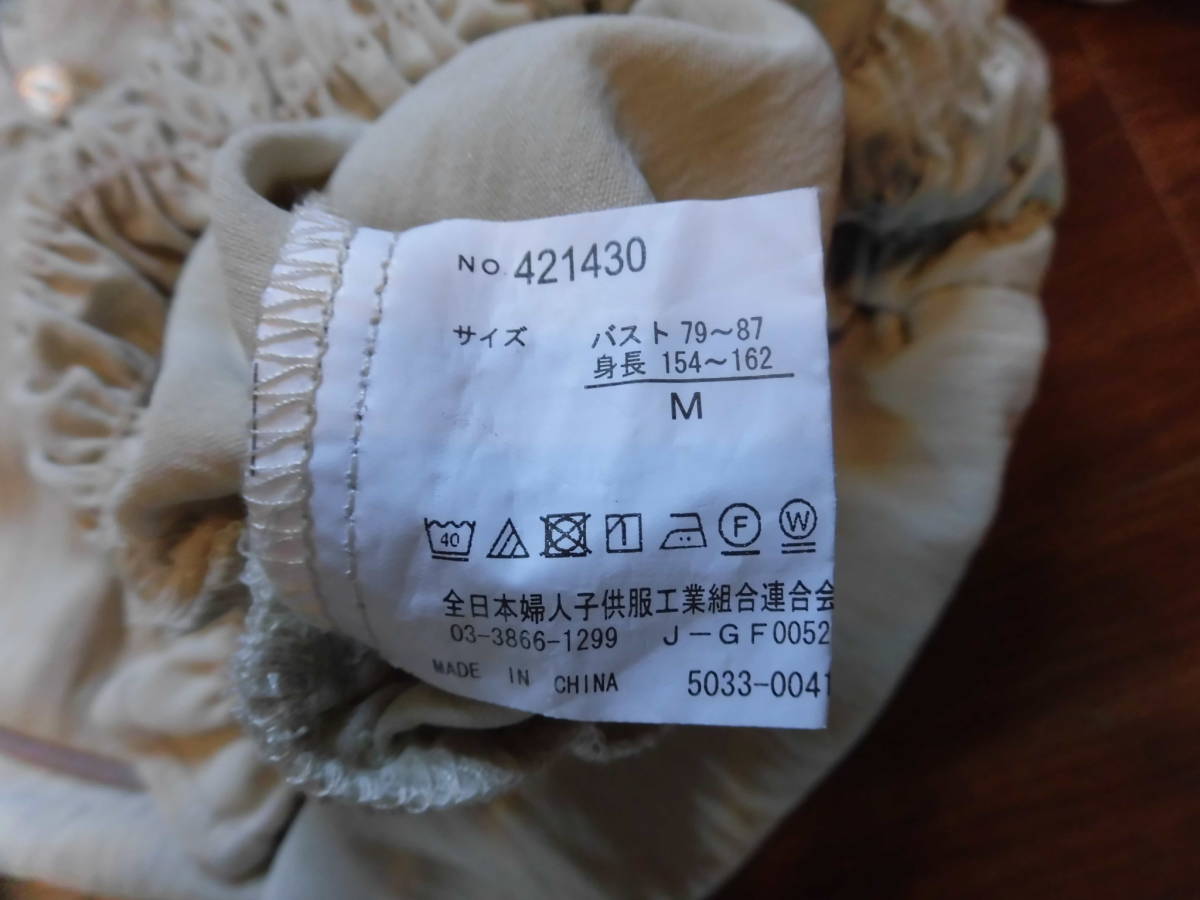 NO. 421430
サイズ バスト 79〜87
身長 154〜162
M
40 F W
全日本婦人子供服工業組合連合会
03-3866-1299 J-GF0052
MADE IN CHINA 5033-0041